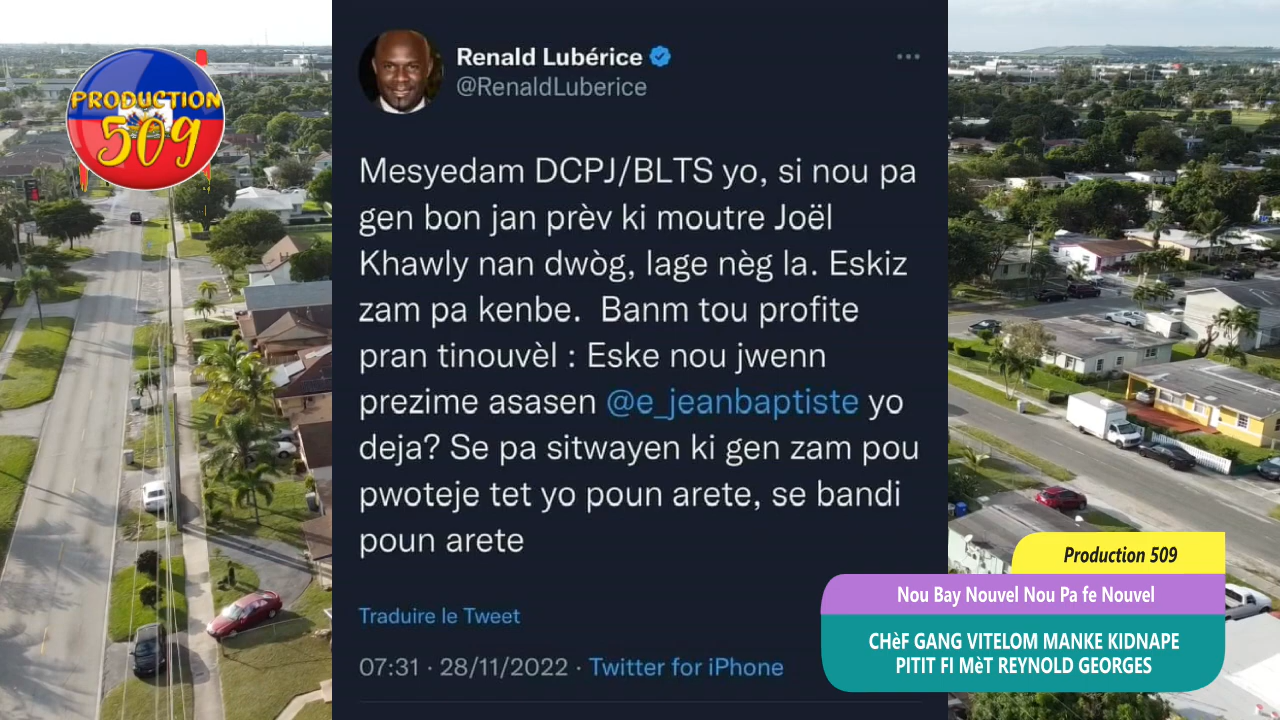 PRODUCTION
509
Renald Lubérice
@RenaldLuberice
Mesyedam DCPJ/BLTS yo, si nou pa
gen bon jan prèv ki moutre Joël
Khawly nan dwòg, lage nèg la. Eskiz
zam pa kenbe.  Banm tou profite
pran tinouvèl : Eske nou jwenn
prezime asasen @e_jeanbaptiste yo
deja? Se pa sitwayen ki gen zam pou
pwoteje tet yo poun arete, se bandi
poun arete
Traduire le Tweet
07:31 · 28/11/2022 · Twitter for iPhone
Production 509
Nou Bay Nouvel Nou Pa fe Nouvel
CHèF GANG VITELOM MANKE KIDNAPE
PITIT FI MèT REYNOLD GEORGES